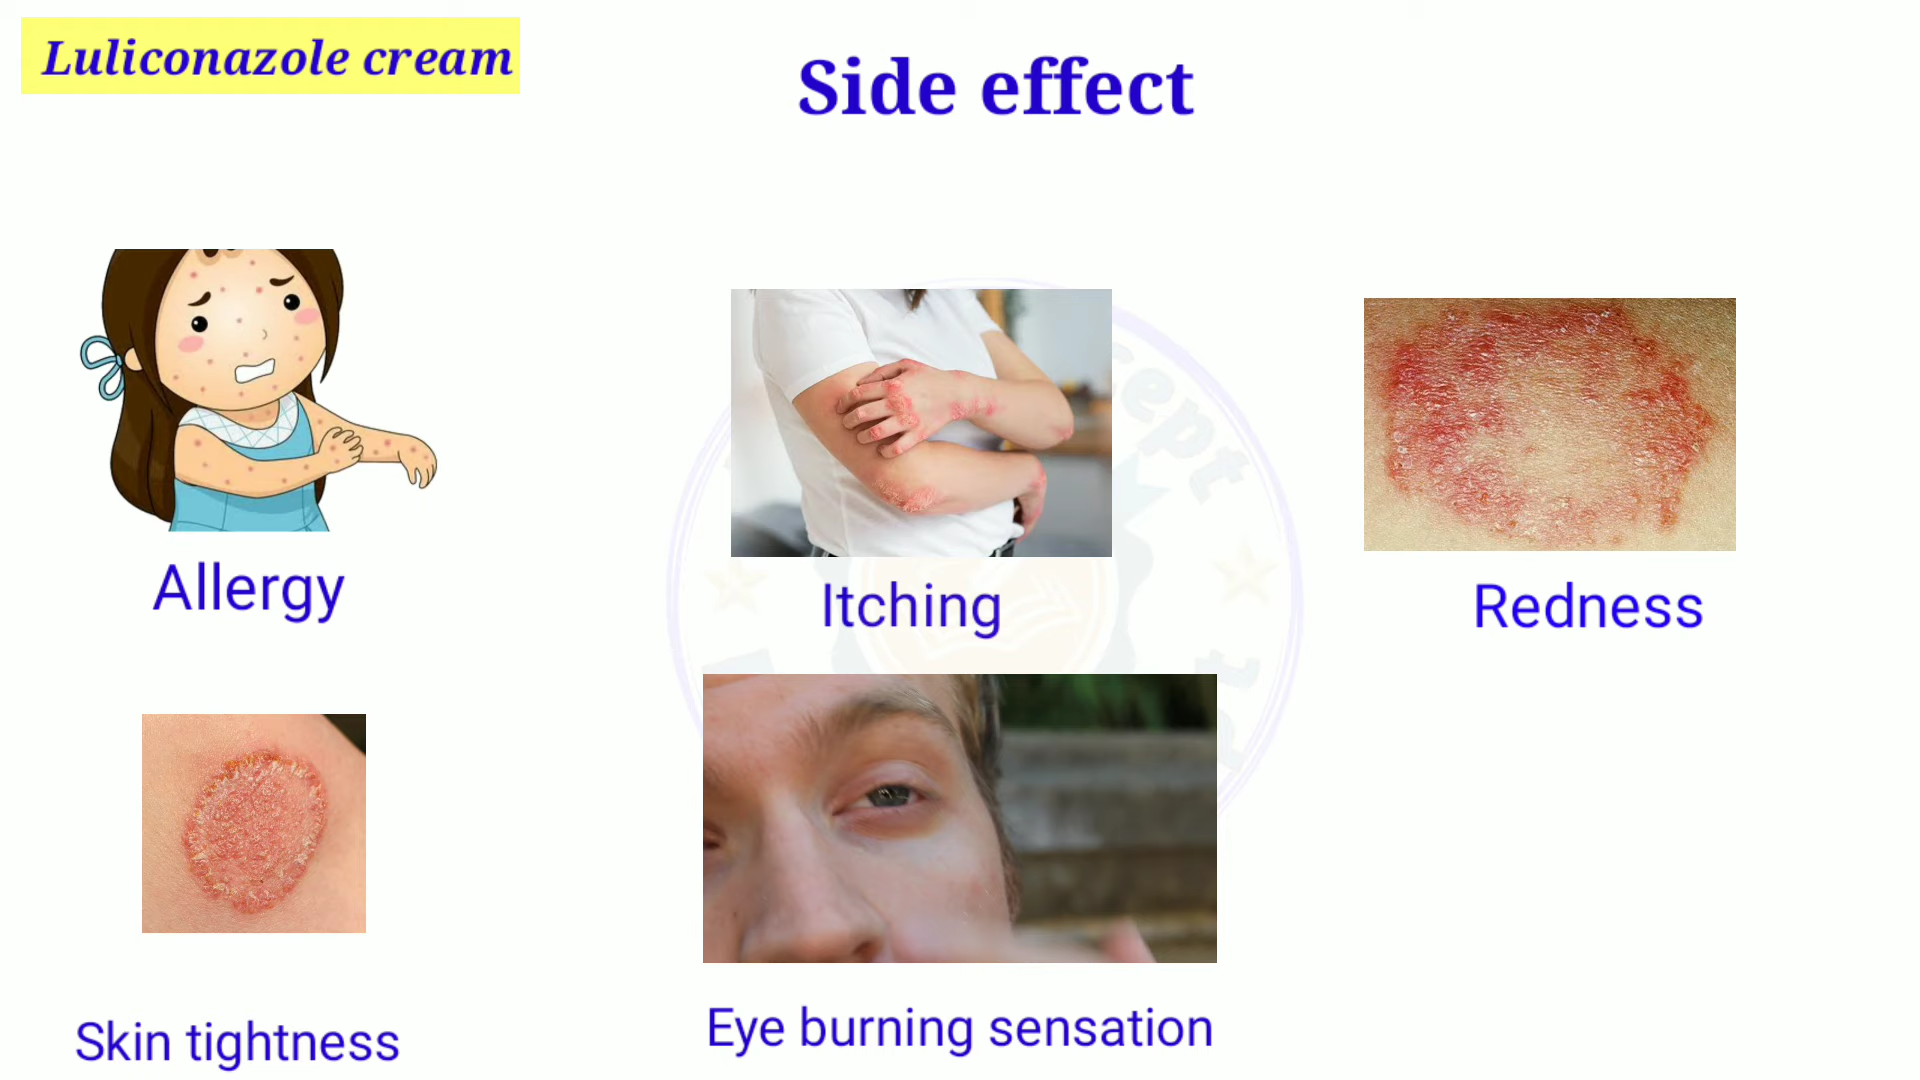 Luliconazole cream
Side effect
Allergy
Itching
Redness
Skin tightness
Eye burning sensation